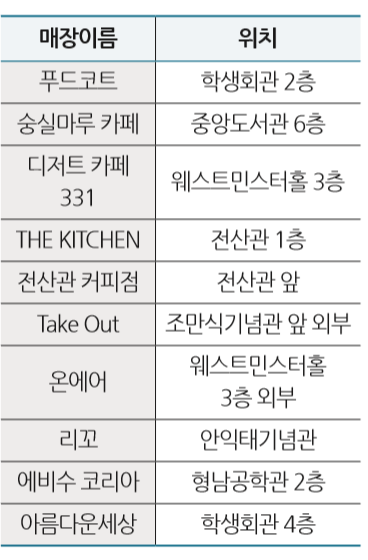 매장이름 위치
푸드코트 학생회관 2층
숭실마루 카페 중앙도서관 6층
디저트 카페
331 웨스트민스터홀 3층
THE KITCHEN 전산관 1층
전산관 커피점 전산관 앞
Take Out 조만식기념관 앞 외부
온에어 웨스트민스터홀
3층 외부
리꼬 안익태기념관
에비수 코리아 형남공학관 2층
아름다운세상 학생회관 4층